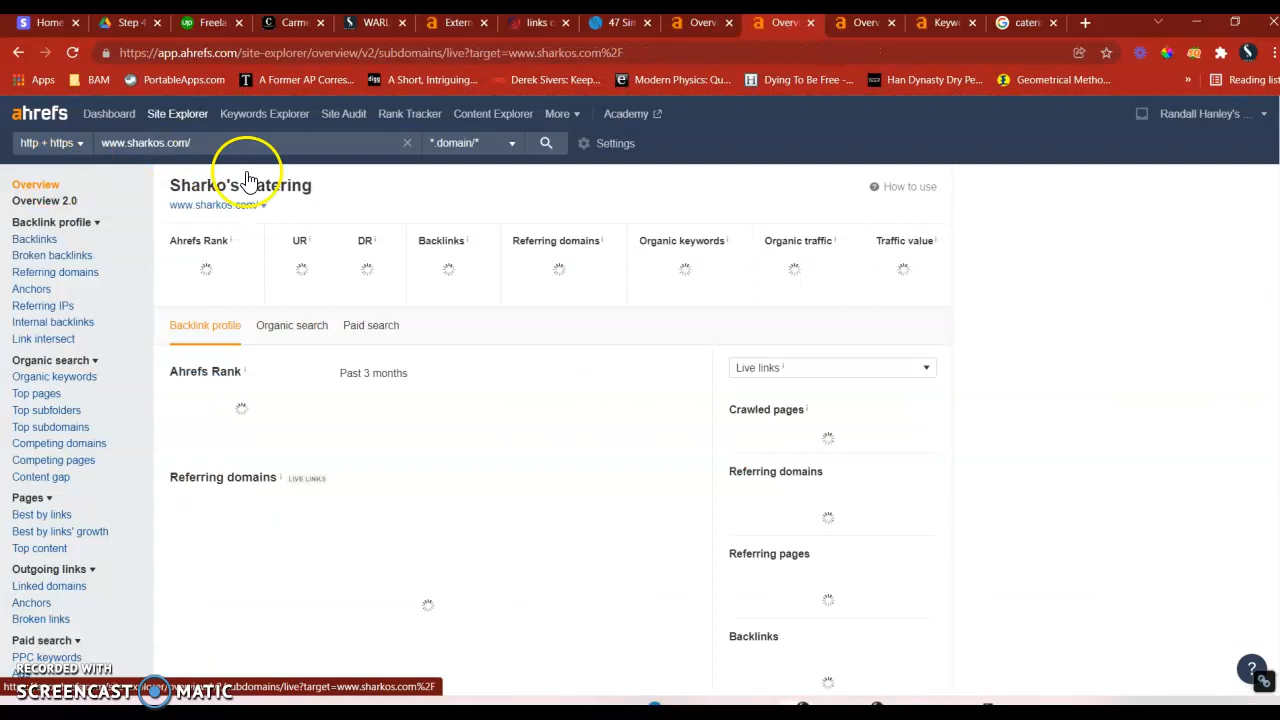 Home
Step 4
Freela
Carme
WARL
Extern
links c
47 Sin
Overv
Overv
Overv
Keyw
caterin
https://app.ahrefs.com/site-explorer/overview/v2/subdomains/live?target=www.sharkos.com%2F
Apps
BAM
PortableApps.com
A Former AP Corres...
A Short, Intriguing...
Derek Sivers: Keep...
Modern Physics: Qu...
Dying To Be Free -...
Han Dynasty Dry Pe...
Geometrical Metho...
»
Reading list
ahrefs
Dashboard
Site Explorer
Keywords Explorer
Site Audit
Rank Tracker
Content Explorer
More
Academy
Randall Hanley's ...
http + https
www.sharkos.com/
*.domain/*
Settings
Overview
Overview 2.0
Backlink profile
Backlinks
Broken backlinks
Referring domains
Anchors
Referring IPs
Internal backlinks
Link intersect
Organic search
Organic keywords
Top pages
Top subfolders
Top subdomains
Competing domains
Competing pages
Content gap
Pages
Best by links
Best by links' growth
Top content
Outgoing links
Linked domains
Anchors
Broken links
Paid search
PPC keywords
Sharko's Catering
www.sharkos.com/
How to use
Ahrefs Rank
UR
DR
Backlinks
Referring domains
Organic keywords
Organic traffic
Traffic value
Backlink profile
Organic search
Paid search
Ahrefs Rank
Past 3 months
Referring domains LIVE LINKS
Live links
Crawled pages
Referring domains
Referring pages
Backlinks
?
RECORDED WITH
SCREENCAST MATIC